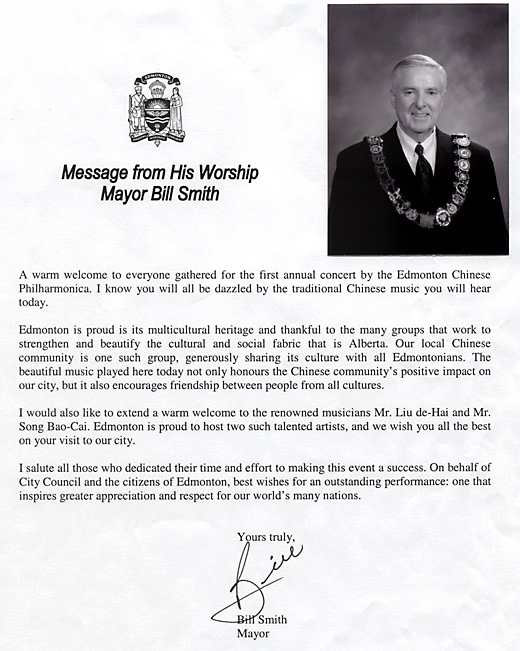 EDMONTON
Message from His Worship
Mayor Bill Smith
A warm welcome to everyone gathered for the first annual concert by the Edmonton Chinese
Philharmonica. I know you will all be dazzled by the traditional Chinese music you will hear
today.
Edmonton is proud is its multicultural heritage and thankful to the many groups that work to
strengthen and beautify the cultural and social fabric that is Alberta. Our local Chinese
community is one such group, generously sharing its culture with all Edmontonians. The
beautiful music played here today not only honours the Chinese community's positive impact on
our city, but it also encourages friendship between people from all cultures.
I would also like to extend a warm welcome to the renowned musicians Mr. Liu de-Hai and Mr.
Song Bao-Cai. Edmonton is proud to host two such talented artists, and we wish you all the best
on your visit to our city.
I salute all those who dedicated their time and effort to making this event a success. On behalf of
City Council and the citizens of Edmonton, best wishes for an outstanding performance: one that
inspires greater appreciation and respect for our world's many nations.
Yours truly,
Bill
Bill Smith
Mayor